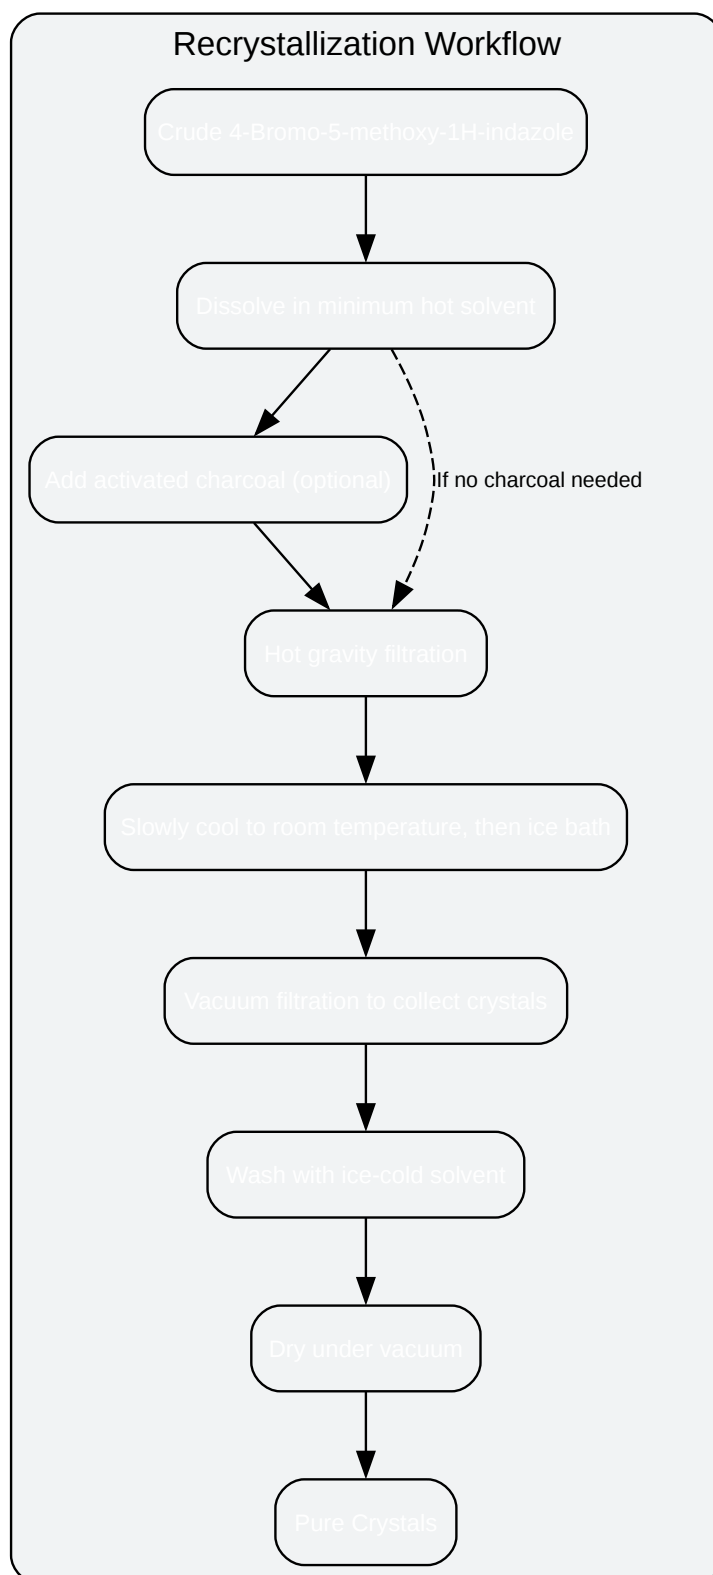 Recrystallization Workflow
Crude 4-Bromo-5-methoxy-1H-indazole
Dissolve in minimum hot solvent
Add activated charcoal (optional)
If no charcoal needed
Hot gravity filtration
Slowly cool to room temperature, then ice bath
Vacuum filtration to collect crystals
Wash with ice-cold solvent
Dry under vacuum
Pure Crystals